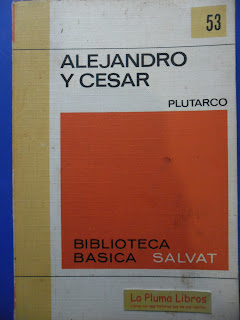 53
ALEJANDRO
Y CESAR
PLUTARCO
BIBLIOTECA
BASICA SALVAT
La Pluma Libros